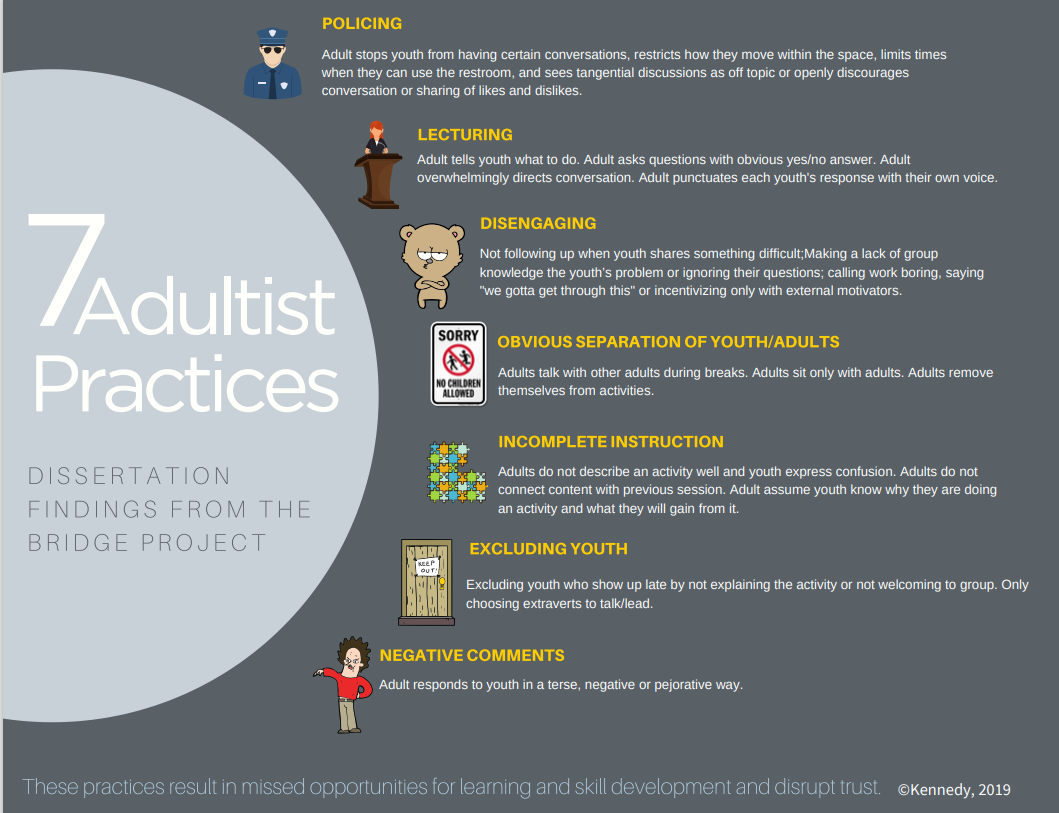 POLICING
Adult stops youth from having certain conversations, restricts how they move within the space, limits times
when they can use the restroom, and sees tangential discussions as off topic or openly discourages
conversation or sharing of likes and dislikes.
LECTURING
Adult tells youth what to do. Adult asks questions with obvious yes/no answer. Adult
overwhelmingly directs conversation. Adult punctuates each youth's response with their own voice.
DISENGAGING
Not following up when youth shares something difficult;Making a lack of group
knowledge the youth's problem or ignoring their questions; calling work boring, saying
"we gotta get through this" or incentivizing only with external motivators.
7 Adultist
Practices
DISSERTATION
FINDINGS FROM THE
BRIDGE PROJECT
SORRY
NO CHILDREN
ALLOWED
OBVIOUS SEPARATION OF YOUTH/ADULTS
Adults talk with other adults during breaks. Adults sit only with adults. Adults remove
themselves from activities.
INCOMPLETE INSTRUCTION
Adults do not describe an activity well and youth express confusion. Adults do not
connect content with previous session. Adult assume youth know why they are doing
an activity and what they will gain from it.
KEEP
OUT!
EXCLUDING YOUTH
Excluding youth who show up late by not explaining the activity or not welcoming to group. Only
choosing extraverts to talk/lead.
NEGATIVE COMMENTS
Adult responds to youth in a terse, negative or pejorative way.
These practices result in missed opportunities for learning and skill development and disrupt trust.
©Kennedy, 2019